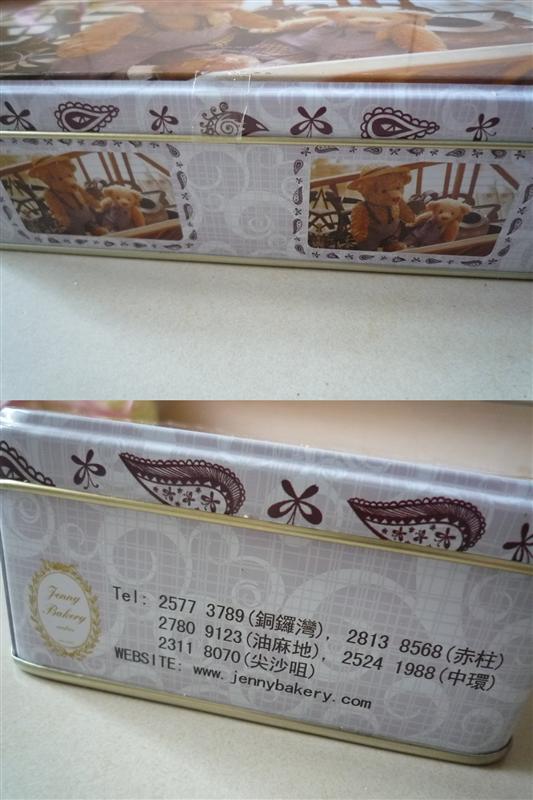 Jenny
Bakery
Tel: 2577 3789(銅鑼灣), 2813 8568(赤柱)
2780 9123(油麻地), 2524 1988(中環)
2311 8070(尖沙咀)
WEBSITE: www.jennybakery.com